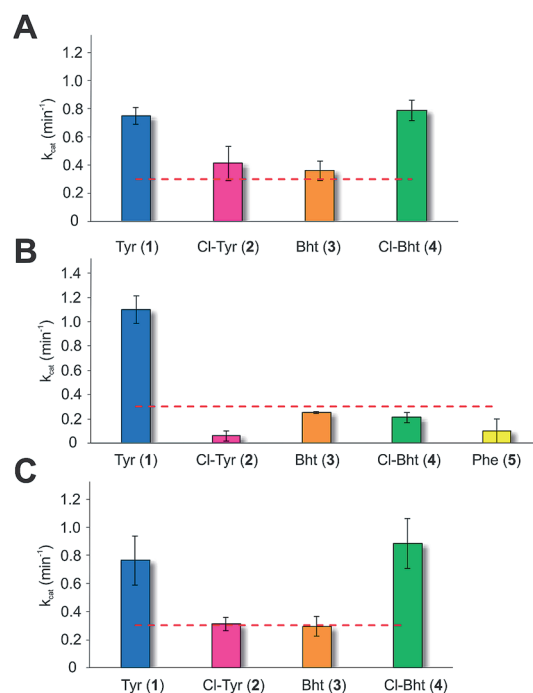 A
k_cat (min⁻¹)
1.2
1.0
0.8
0.6
0.4
0.2
0
Tyr (1) Cl-Tyr (2) Bht (3) Cl-Bht (4)
B
k_cat (min⁻¹)
1.4
1.2
1.0
0.8
0.6
0.4
0.2
0
Tyr (1) Cl-Tyr (2) Bht (3) Cl-Bht (4) Phe (5)
C
k_cat (min⁻¹)
1.2
1.0
0.8
0.6
0.4
0.2
0
Tyr (1) Cl-Tyr (2) Bht (3) Cl-Bht (4)